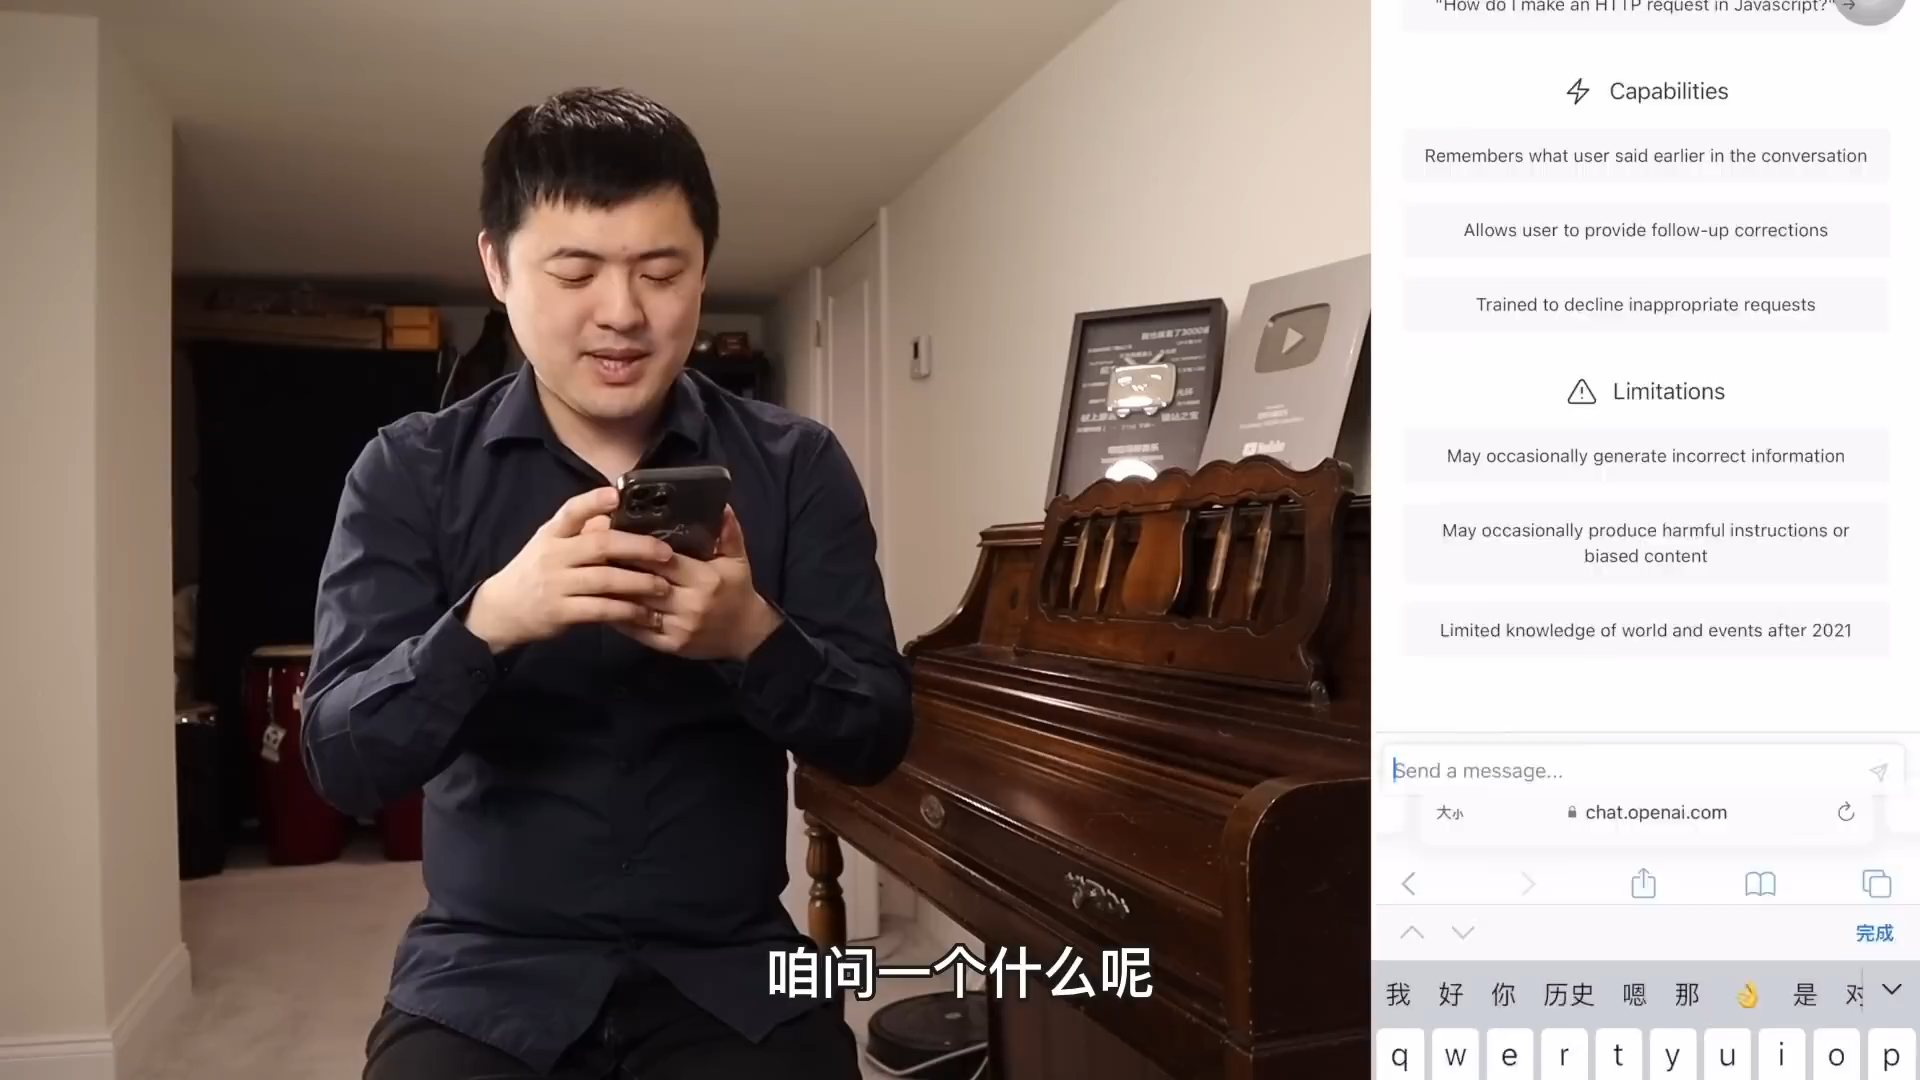 "How do I make an HTTP request in Javascript?" →
Capabilities
Remembers what user said earlier in the conversation
Allows user to provide follow-up corrections
Trained to decline inappropriate requests
Limitations
May occasionally generate incorrect information
May occasionally produce harmful instructions or
biased content
Limited knowledge of world and events after 2021
Send a message...
大小 chat.openai.com
完成
我 好 你 历史 嗯 那 👌 是 对
q w e r t y u i o p
YouTube
咱问一个什么呢